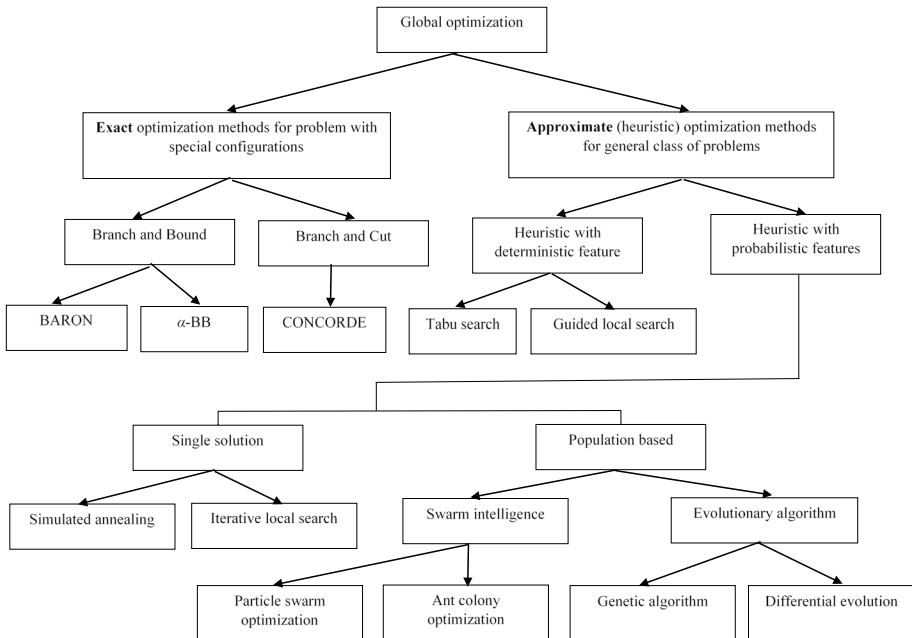 Global optimization
Exact optimization methods for problem with
special configurations
Approximate (heuristic) optimization methods
for general class of problems
Branch and Bound
Branch and Cut
Heuristic with
deterministic feature
Heuristic with
probabilistic features
BARON
α-BB
CONCORDE
Tabu search
Guided local search
Single solution
Population based
Simulated annealing
Iterative local search
Swarm intelligence
Evolutionary algorithm
Particle swarm
optimization
Ant colony
optimization
Genetic algorithm
Differential evolution